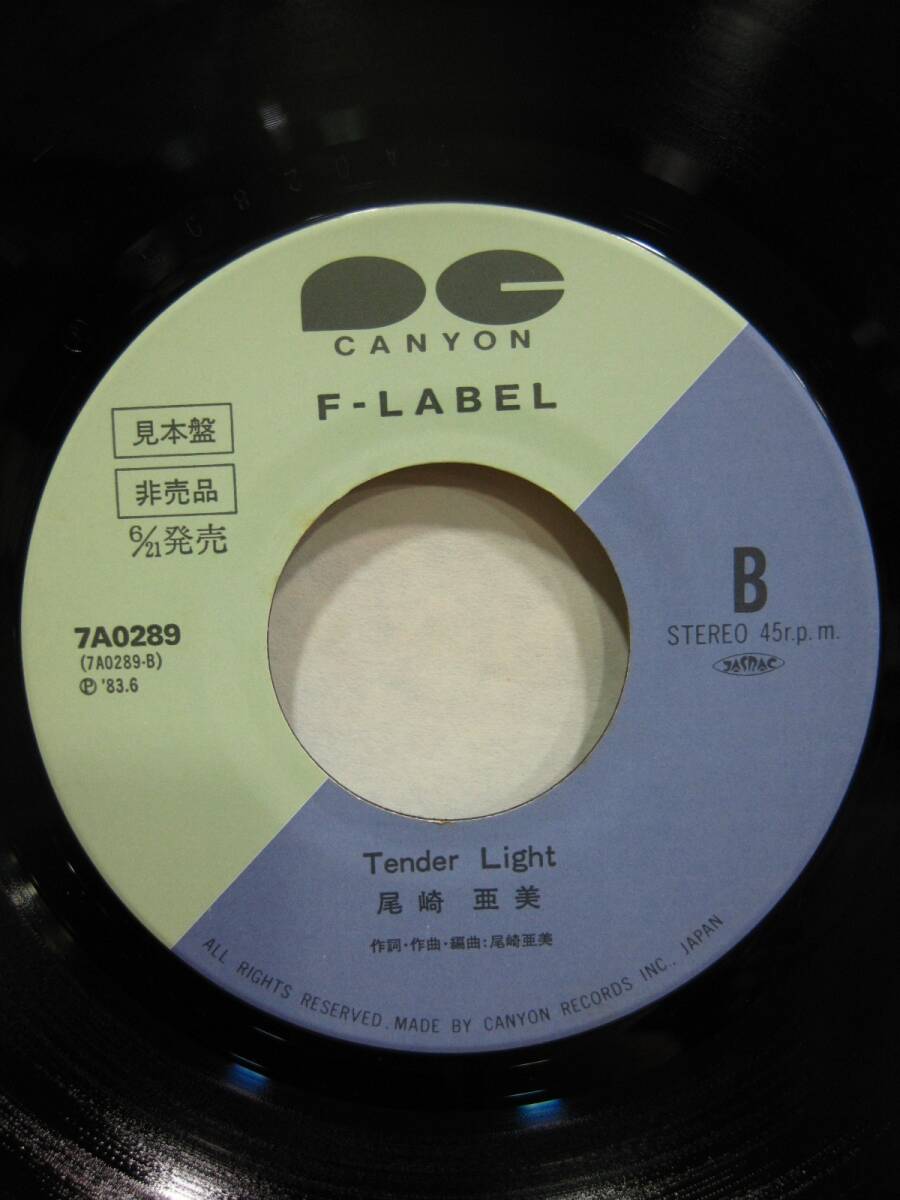 PC
CANYON
F-LABEL
見本盤
非売品
6/21発売
7A0289
(7A0289-B)
Ⓟ '83.6
B
STEREO 45r.p.m.
JASRAC
Tender Light
尾崎 亜美
作詞・作曲・編曲:尾崎亜美
ALL RIGHTS RESERVED. MADE BY CANYON RECORDS INC., JAPAN